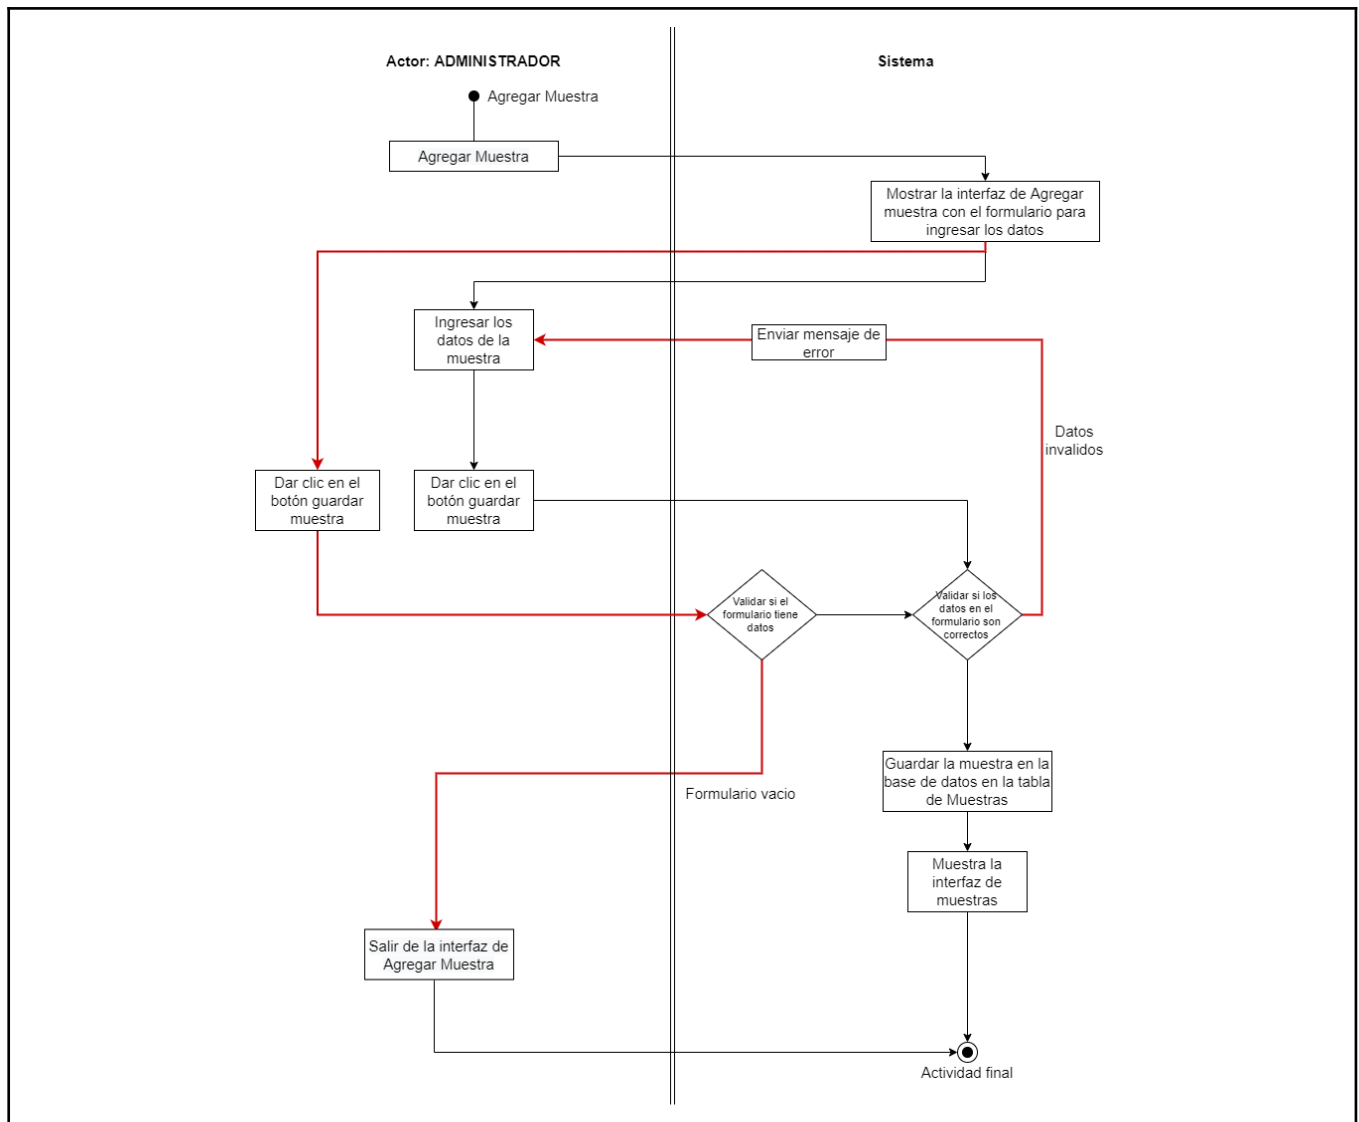 Actor: ADMINISTRADOR
Sistema
Agregar Muestra
Agregar Muestra
Mostrar la interfaz de Agregar
muestra con el formulario para
ingresar los datos
Ingresar los
datos de la
muestra
Enviar mensaje de
error
Datos
invalidos
Dar clic en el
botón guardar
muestra
Dar clic en el
botón guardar
muestra
Validar si el
formulario tiene
datos
Validar si los
datos en el
formulario son
correctos
Guardar la muestra en la
base de datos en la tabla
de Muestras
Formulario vacio
Muestra la
interfaz de
muestras
Salir de la interfaz de
Agregar Muestra
Actividad final